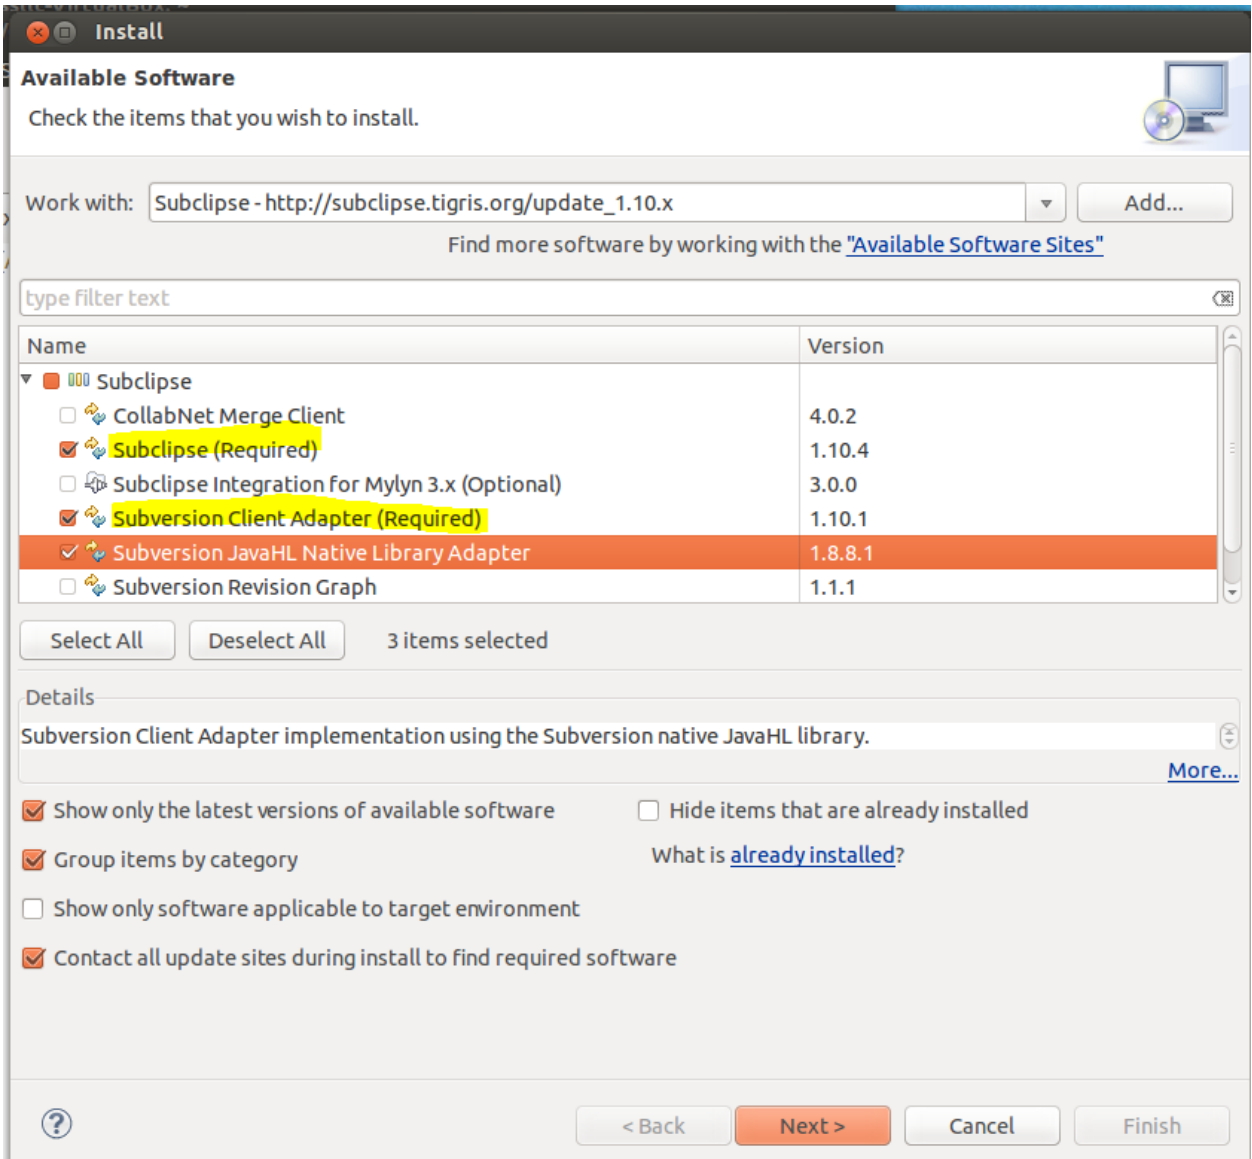 Install
Available Software
Check the items that you wish to install.
Work with: Subclipse - http://subclipse.tigris.org/update_1.10.x Add...
Find more software by working with the "Available Software Sites"
type filter text
Name Version
Subclipse
CollabNet Merge Client 4.0.2
Subclipse (Required) 1.10.4
Subclipse Integration for Mylyn 3.x (Optional) 3.0.0
Subversion Client Adapter (Required) 1.10.1
Subversion JavaHL Native Library Adapter 1.8.8.1
Subversion Revision Graph 1.1.1
Select All Deselect All 3 items selected
Details
Subversion Client Adapter implementation using the Subversion native JavaHL library.
More...
Show only the latest versions of available software Hide items that are already installed
Group items by category What is already installed?
Show only software applicable to target environment
Contact all update sites during install to find required software
? < Back Next > Cancel Finish